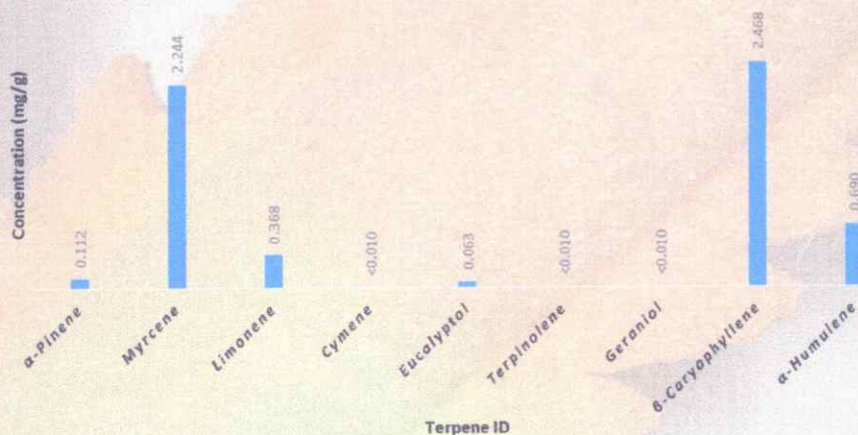 Concentration (mg/g)
0.112
2.244
0.368
<0.010
0.063
<0.010
<0.010
2.468
0.690
α-Pinene
Myrcene
Limonene
Cymene
Eucalyptol
Terpinolene
Geraniol
β-Caryophyllene
α-Humulene
Terpene ID